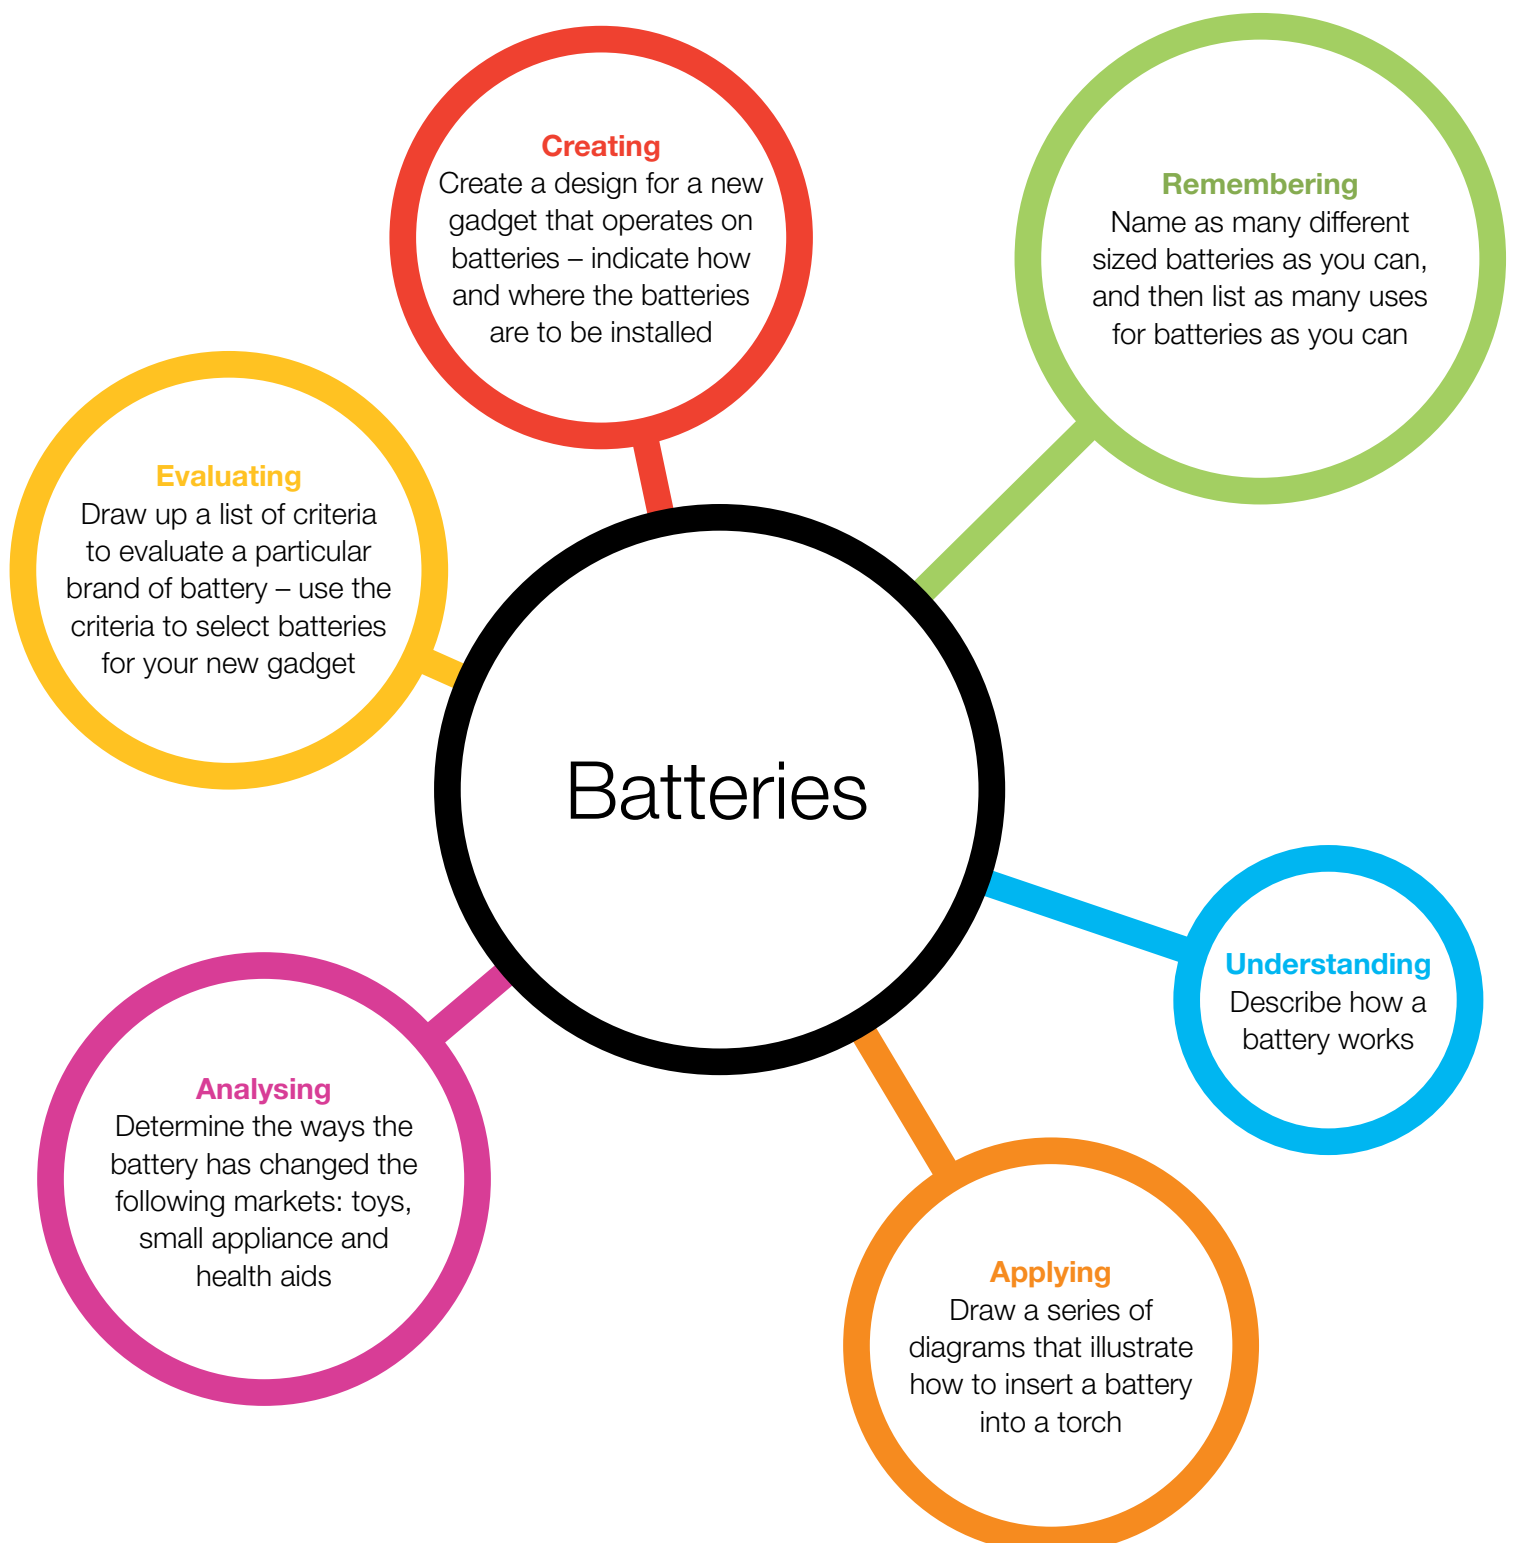 Creating
Create a design for a new
gadget that operates on
batteries – indicate how
and where the batteries
are to be installed
Remembering
Name as many different
sized batteries as you can,
and then list as many uses
for batteries as you can
Evaluating
Draw up a list of criteria
to evaluate a particular
brand of battery – use the
criteria to select batteries
for your new gadget
Batteries
Understanding
Describe how a
battery works
Analysing
Determine the ways the
battery has changed the
following markets: toys,
small appliance and
health aids
Applying
Draw a series of
diagrams that illustrate
how to insert a battery
into a torch